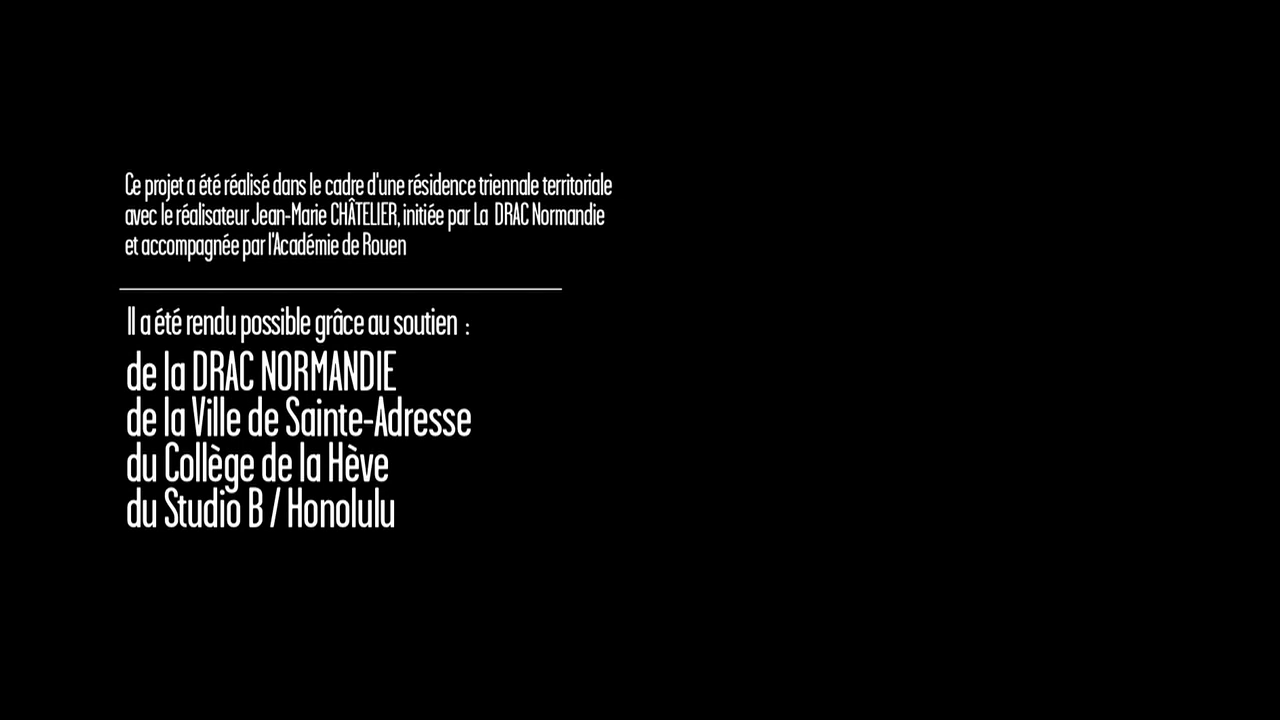 Ce projet a été réalisé dans le cadre d'une résidence triennale territoriale
avec le réalisateur Jean-Marie CHÂTELIER, initiée par La DRAC Normandie
et accompagnée par l'Académie de Rouen
Il a été rendu possible grâce au soutien :
de la DRAC NORMANDIE
de la Ville de Sainte-Adresse
du Collège de la Hève
du Studio B / Honolulu